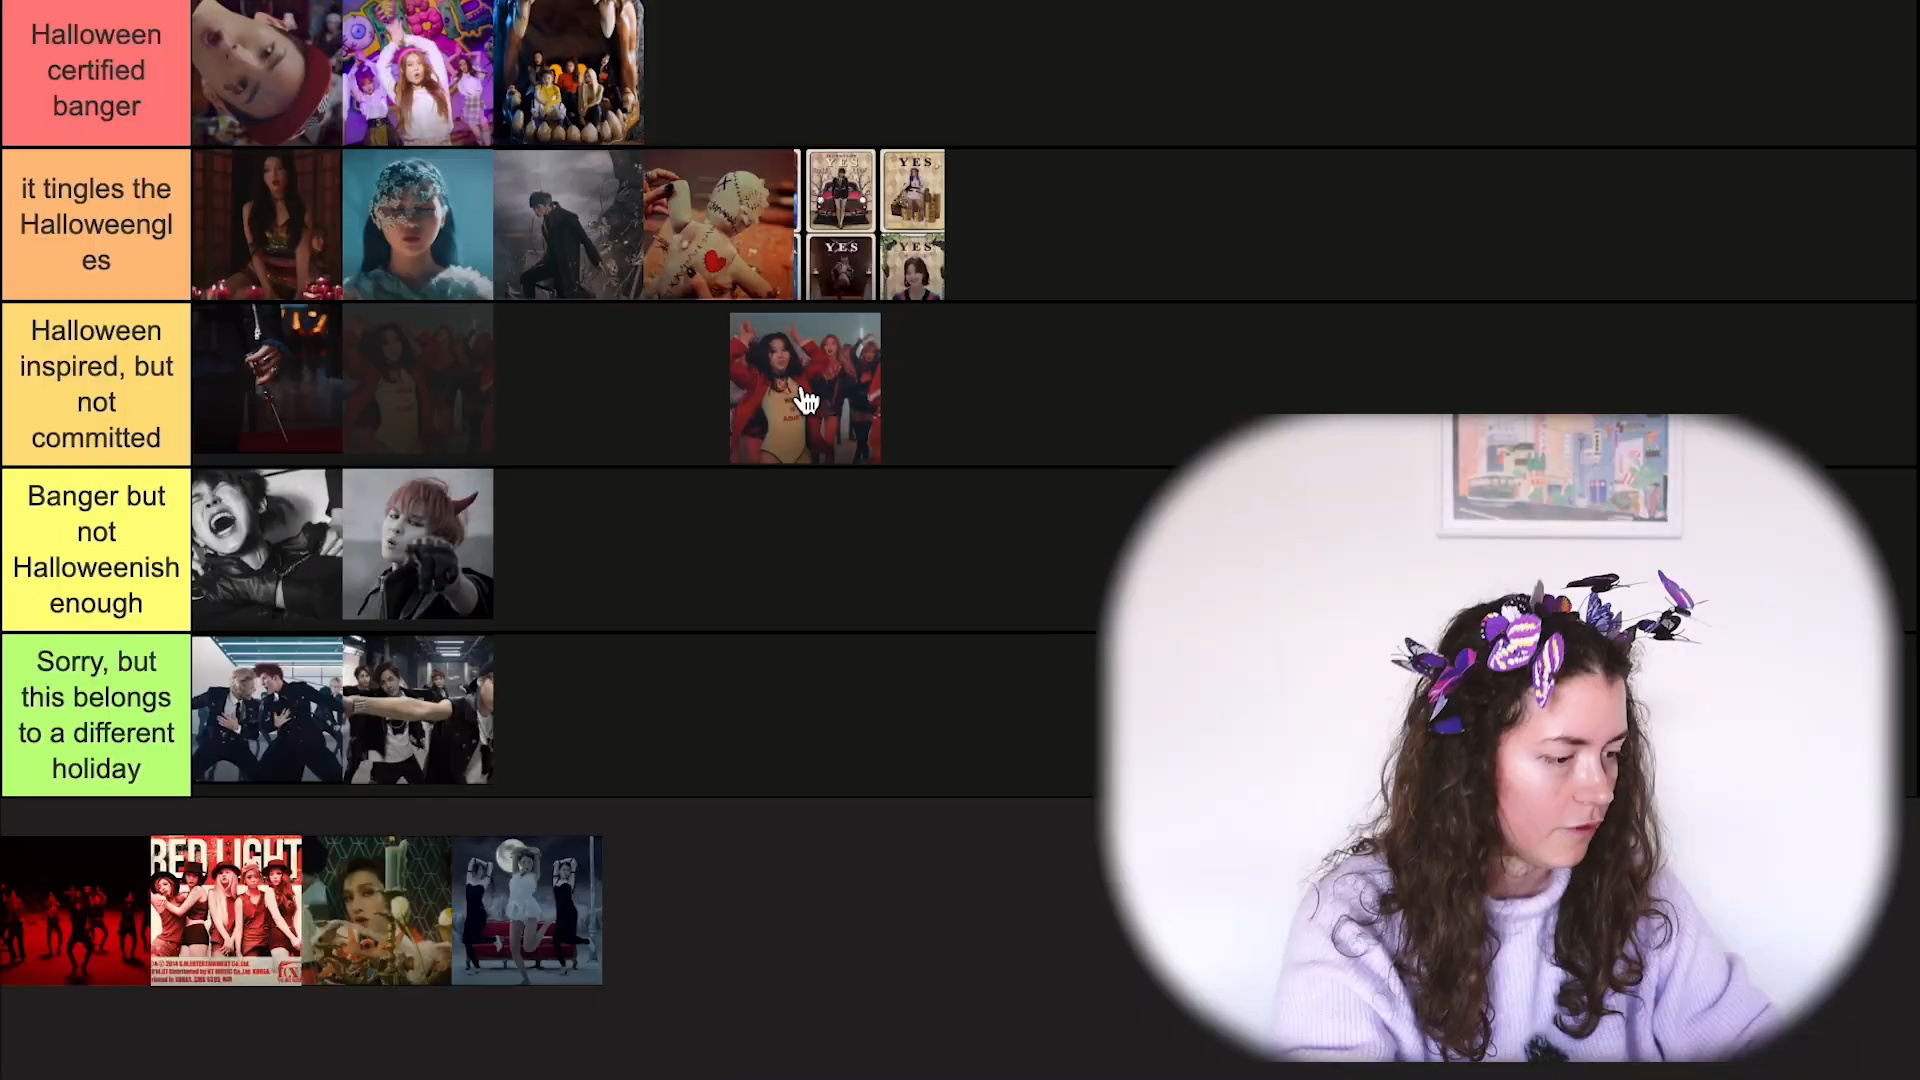 Halloween
certified
banger
it tingles the
Halloweengl
es
YES
YES
YES
YES
Halloween
inspired, but
not
committed
Banger but
not
Halloweenish
enough
Sorry, but
this belongs
to a different
holiday
RED LIGHT